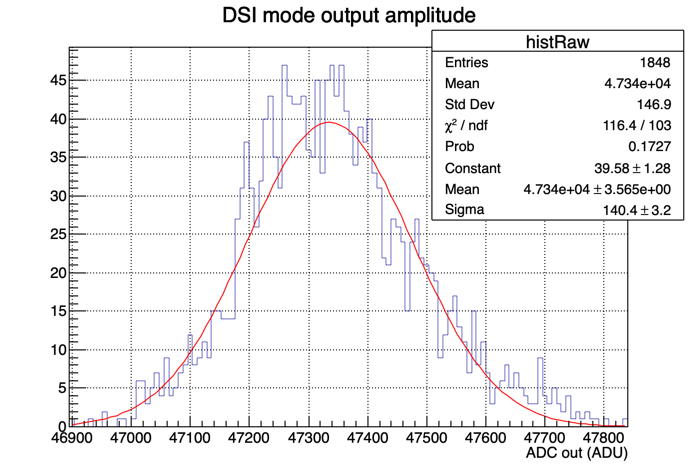 DSI mode output amplitude
histRaw
Entries 1848
Mean 4.734e+04
Std Dev 146.9
χ² / ndf 116.4 / 103
Prob 0.1727
Constant 39.58 ± 1.28
Mean 4.734e+04 ± 3.565e+00
Sigma 140.4 ± 3.2
45
40
35
30
25
20
15
10
5
0
46900 47000 47100 47200 47300 47400 47500 47600 47700 47800
ADC out (ADU)